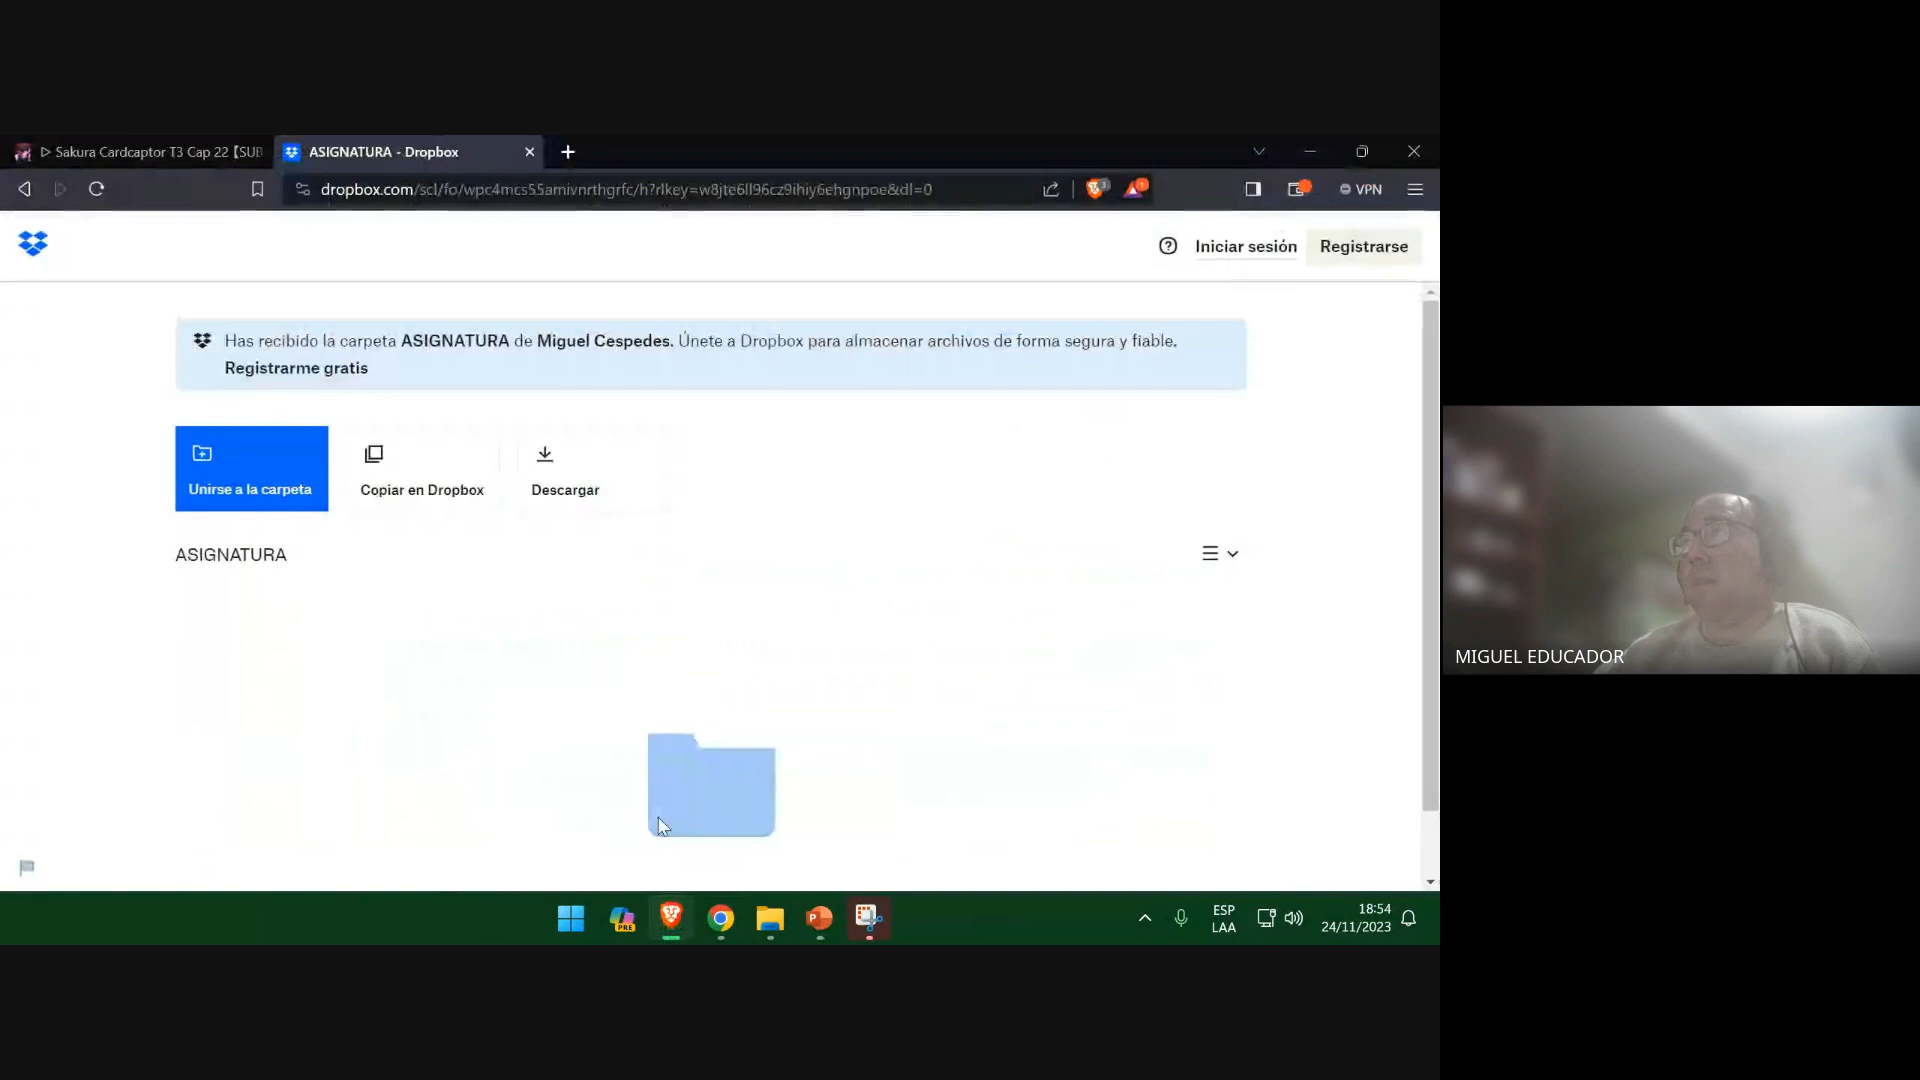 ▷ Sakura Cardcaptor T3 Cap 22【SUB
ASIGNATURA - Dropbox
dropbox.com/scl/fo/wpc4mcs55amivnrthgrfc/h?rlkey=w8jte6ll96cz9ihiy6ehgnpoe&dl=0
VPN
Iniciar sesión
Registrarse
Has recibido la carpeta ASIGNATURA de Miguel Cespedes. Únete a Dropbox para almacenar archivos de forma segura y fiable.
Registrarme gratis
Unirse a la carpeta
Copiar en Dropbox
Descargar
ASIGNATURA
MIGUEL EDUCADOR
PRE
ESP
LAA
18:54
24/11/2023